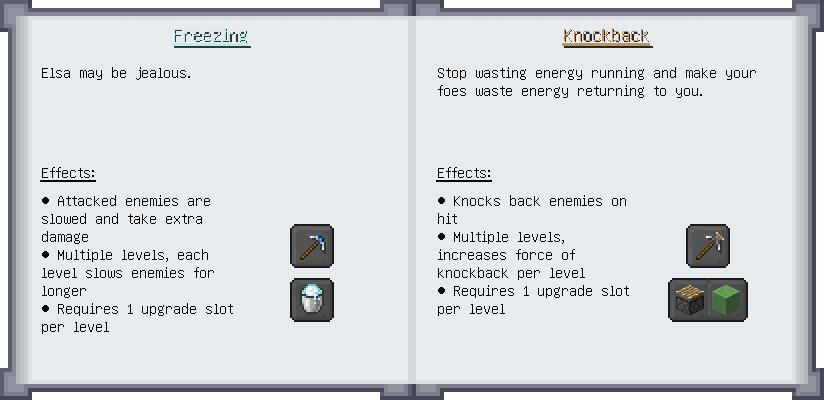 Freezing
Elsa may be jealous.
Effects:
• Attacked enemies are
slowed and take extra
damage
• Multiple levels, each
level slows enemies for
longer
• Requires 1 upgrade slot
per level
Knockback
Stop wasting energy running and make your
foes waste energy returning to you.
Effects:
• Knocks back enemies on
hit
• Multiple levels,
increases force of
knockback per level
• Requires 1 upgrade slot
per level